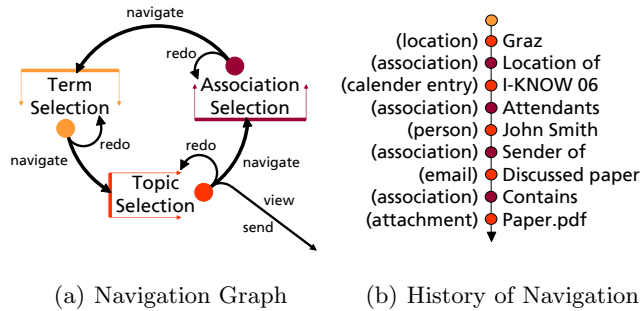 navigate
redo
Term
Selection
redo
navigate
Association
Selection
redo
Topic
Selection
navigate
view
send
(a) Navigation Graph
(location) Graz
(association) Location of
(calender entry) I-KNOW 06
(association) Attendants
(person) John Smith
(association) Sender of
(email) Discussed paper
(association) Contains
(attachment) Paper.pdf
(b) History of Navigation